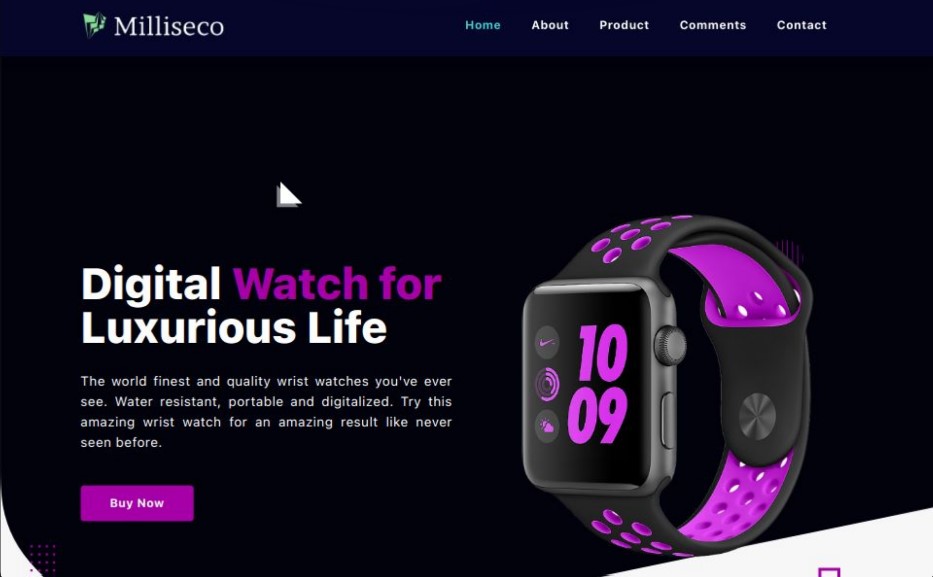 Milliseco
Home About Product Comments Contact
Digital Watch for
Luxurious Life
10
09
The world finest and quality wrist watches you've ever
see. Water resistant, portable and digitalized. Try this
amazing wrist watch for an amazing result like never
seen before.
Buy Now